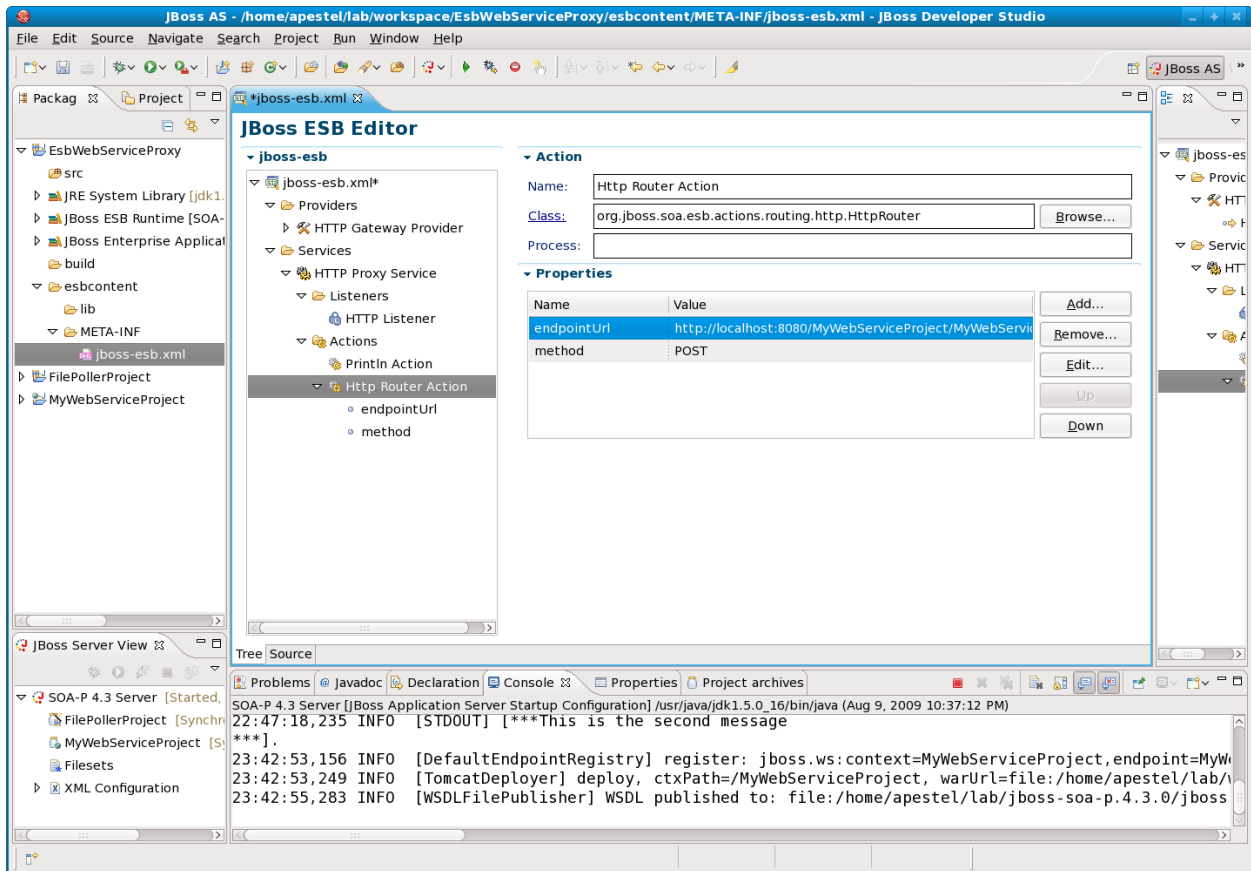 JBoss AS - /home/apestel/lab/workspace/EsbWebServiceProxy/esbcontent/META-INF/jboss-esb.xml - JBoss Developer Studio
File Edit Source Navigate Search Project Run Window Help
JBoss AS
Packag Project
*jboss-esb.xml
JBoss ESB Editor
EsbWebServiceProxy
src
JRE System Library [jdk1.
JBoss ESB Runtime [SOA-
JBoss Enterprise Applicat
build
esbcontent
lib
META-INF
jboss-esb.xml
FilePollerProject
MyWebServiceProject
jboss-esb
jboss-esb.xml*
Providers
HTTP Gateway Provider
Services
HTTP Proxy Service
Listeners
HTTP Listener
Actions
Println Action
Http Router Action
endpointUrl
method
Tree Source
Action
Name: Http Router Action
Class: org.jboss.soa.esb.actions.routing.http.HttpRouter Browse...
Process:
Properties
Name Value
endpointUrl http://localhost:8080/MyWebServiceProject/MyWebServic
method POST
Add...
Remove...
Edit...
Up
Down
jboss-es
Provid
HTT
H
Servic
HTT
L
A
JBoss Server View
SOA-P 4.3 Server [Started,
FilePollerProject [Synchr
MyWebServiceProject [Sy
Filesets
XML Configuration
Problems @ Javadoc Declaration Console Properties Project archives
SOA-P 4.3 Server [JBoss Application Server Startup Configuration] /usr/java/jdk1.5.0_16/bin/java (Aug 9, 2009 10:37:12 PM)
22:47:18,235 INFO [STDOUT] [***This is the second message
***].
23:42:53,156 INFO [DefaultEndpointRegistry] register: jboss.ws:context=MyWebServiceProject,endpoint=MyW
23:42:53,249 INFO [TomcatDeployer] deploy, ctxPath=/MyWebServiceProject, warUrl=file:/home/apestel/lab/
23:42:55,283 INFO [WSDLFilePublisher] WSDL published to: file:/home/apestel/lab/jboss-soa-p.4.3.0/jboss